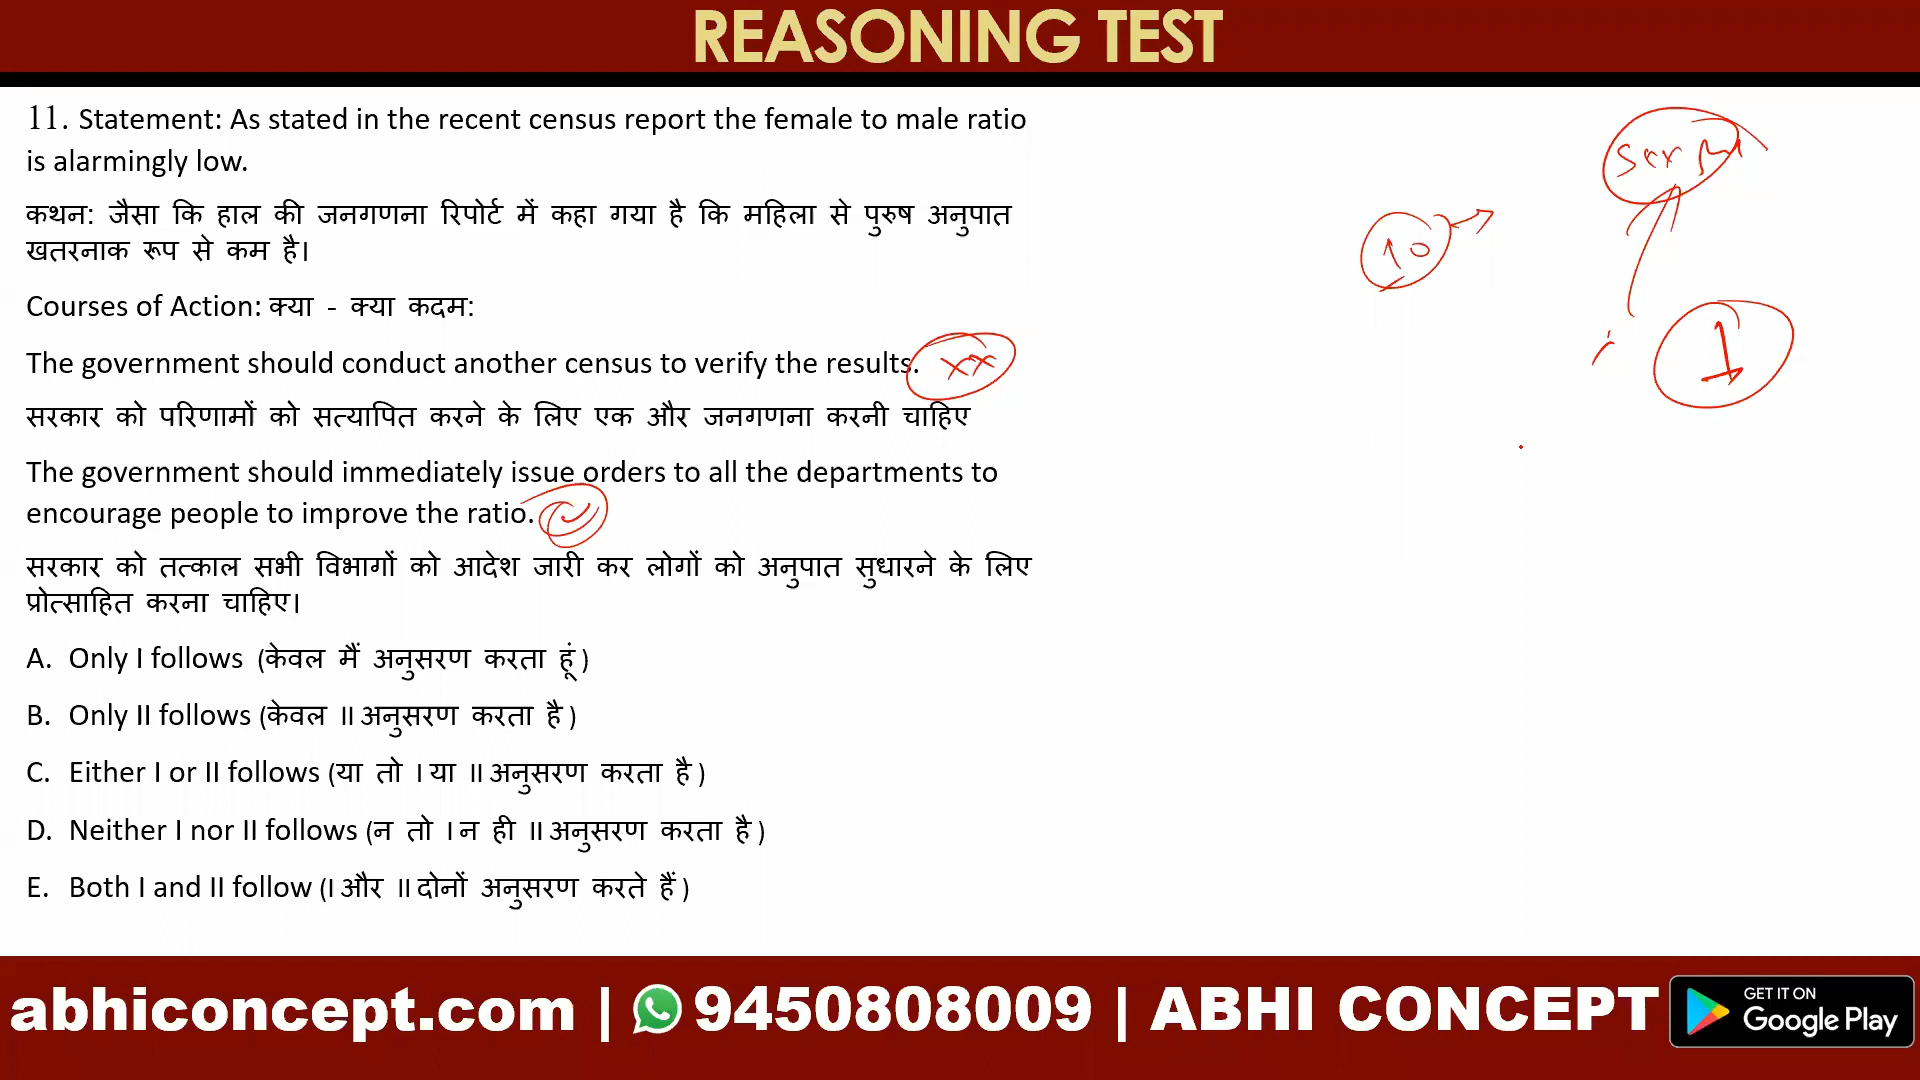 REASONING TEST
11. Statement: As stated in the recent census report the female to male ratio
is alarmingly low.
कथन: जैसा कि हाल की जनगणना रिपोर्ट में कहा गया है कि महिला से पुरुष अनुपात
खतरनाक रूप से कम है।
Courses of Action: क्या - क्या कदम:
The government should conduct another census to verify the results. xx
सरकार को परिणामों को सत्यापित करने के लिए एक और जनगणना करनी चाहिए
The government should immediately issue orders to all the departments to
encourage people to improve the ratio.
सरकार को तत्काल सभी विभागों को आदेश जारी कर लोगों को अनुपात सुधारने के लिए
प्रोत्साहित करना चाहिए।
A. Only I follows (केवल मैं अनुसरण करता हूं)
B. Only II follows (केवल II अनुसरण करता है)
C. Either I or II follows (या तो I या II अनुसरण करता है)
D. Neither I nor II follows (न तो I न ही II अनुसरण करता है)
E. Both I and II follow (I और II दोनों अनुसरण करते हैं)
10
1
abhiconcept.com | 9450808009 | ABHI CONCEPT
GET IT ON
Google Play